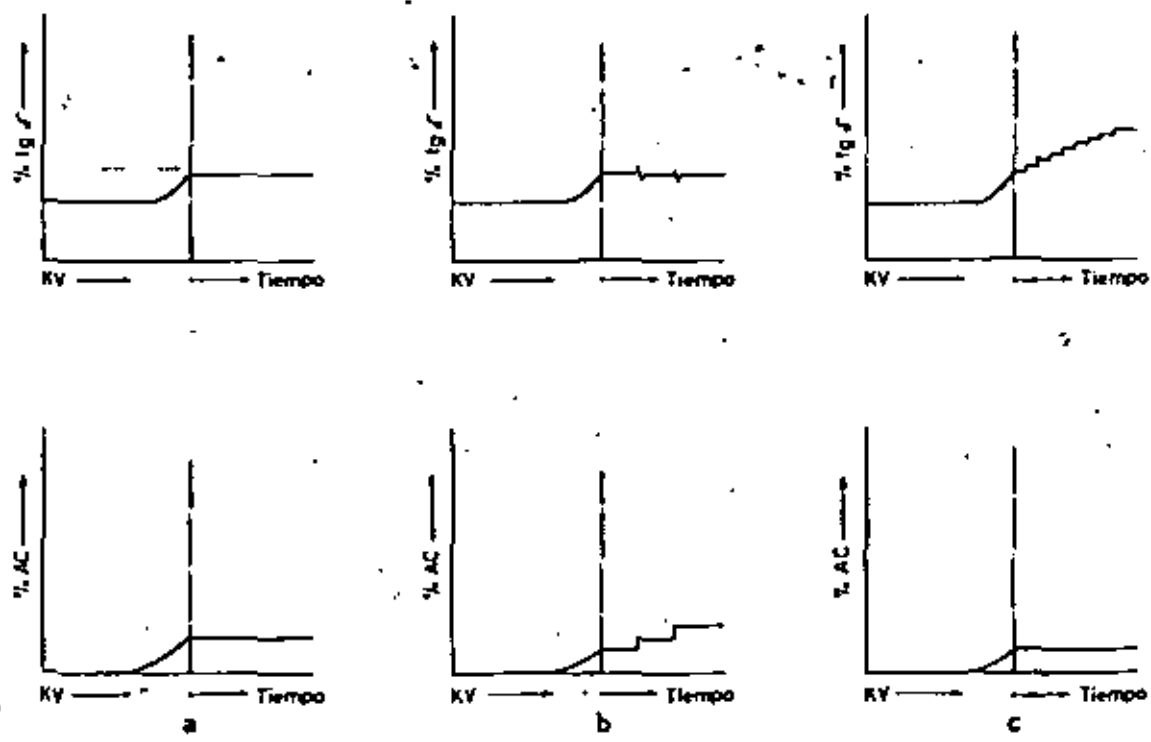 % tg δ
% tg δ
% tg δ
KV Tiempo
KV Tiempo
KV Tiempo
% AC
% AC
% AC
KV Tiempo
KV Tiempo
KV Tiempo
a
b
c